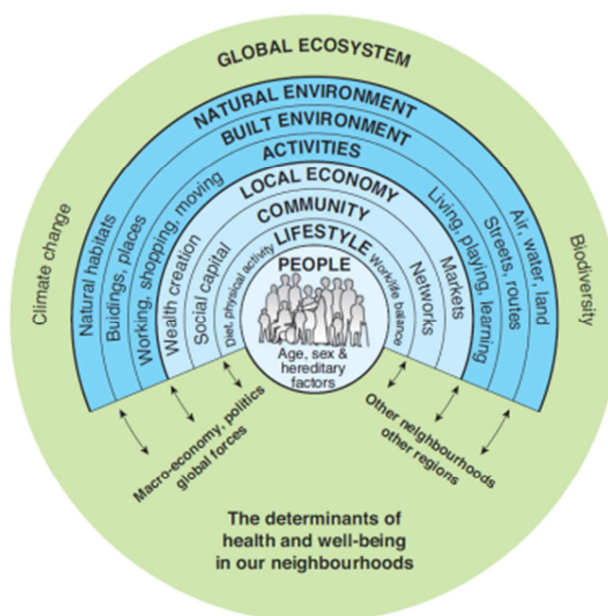 GLOBAL ECOSYSTEM
NATURAL ENVIRONMENT
BUILT ENVIRONMENT
ACTIVITIES
LOCAL ECONOMY
COMMUNITY
LIFESTYLE
PEOPLE
Age, sex &
hereditary
factors
Climate change
Natural habitats
Buidings, places
Working, shopping, moving
Wealth creation
Social capital
Diet, physical activity
Work/life balance
Networks
Markets
Living, playing, learning
Streets, routes
Air, water, land
Biodiversity
Macro-economy, politics
global forces
Other neighbourhoods
other regions
The determinants of
health and well-being
in our neighbourhoods